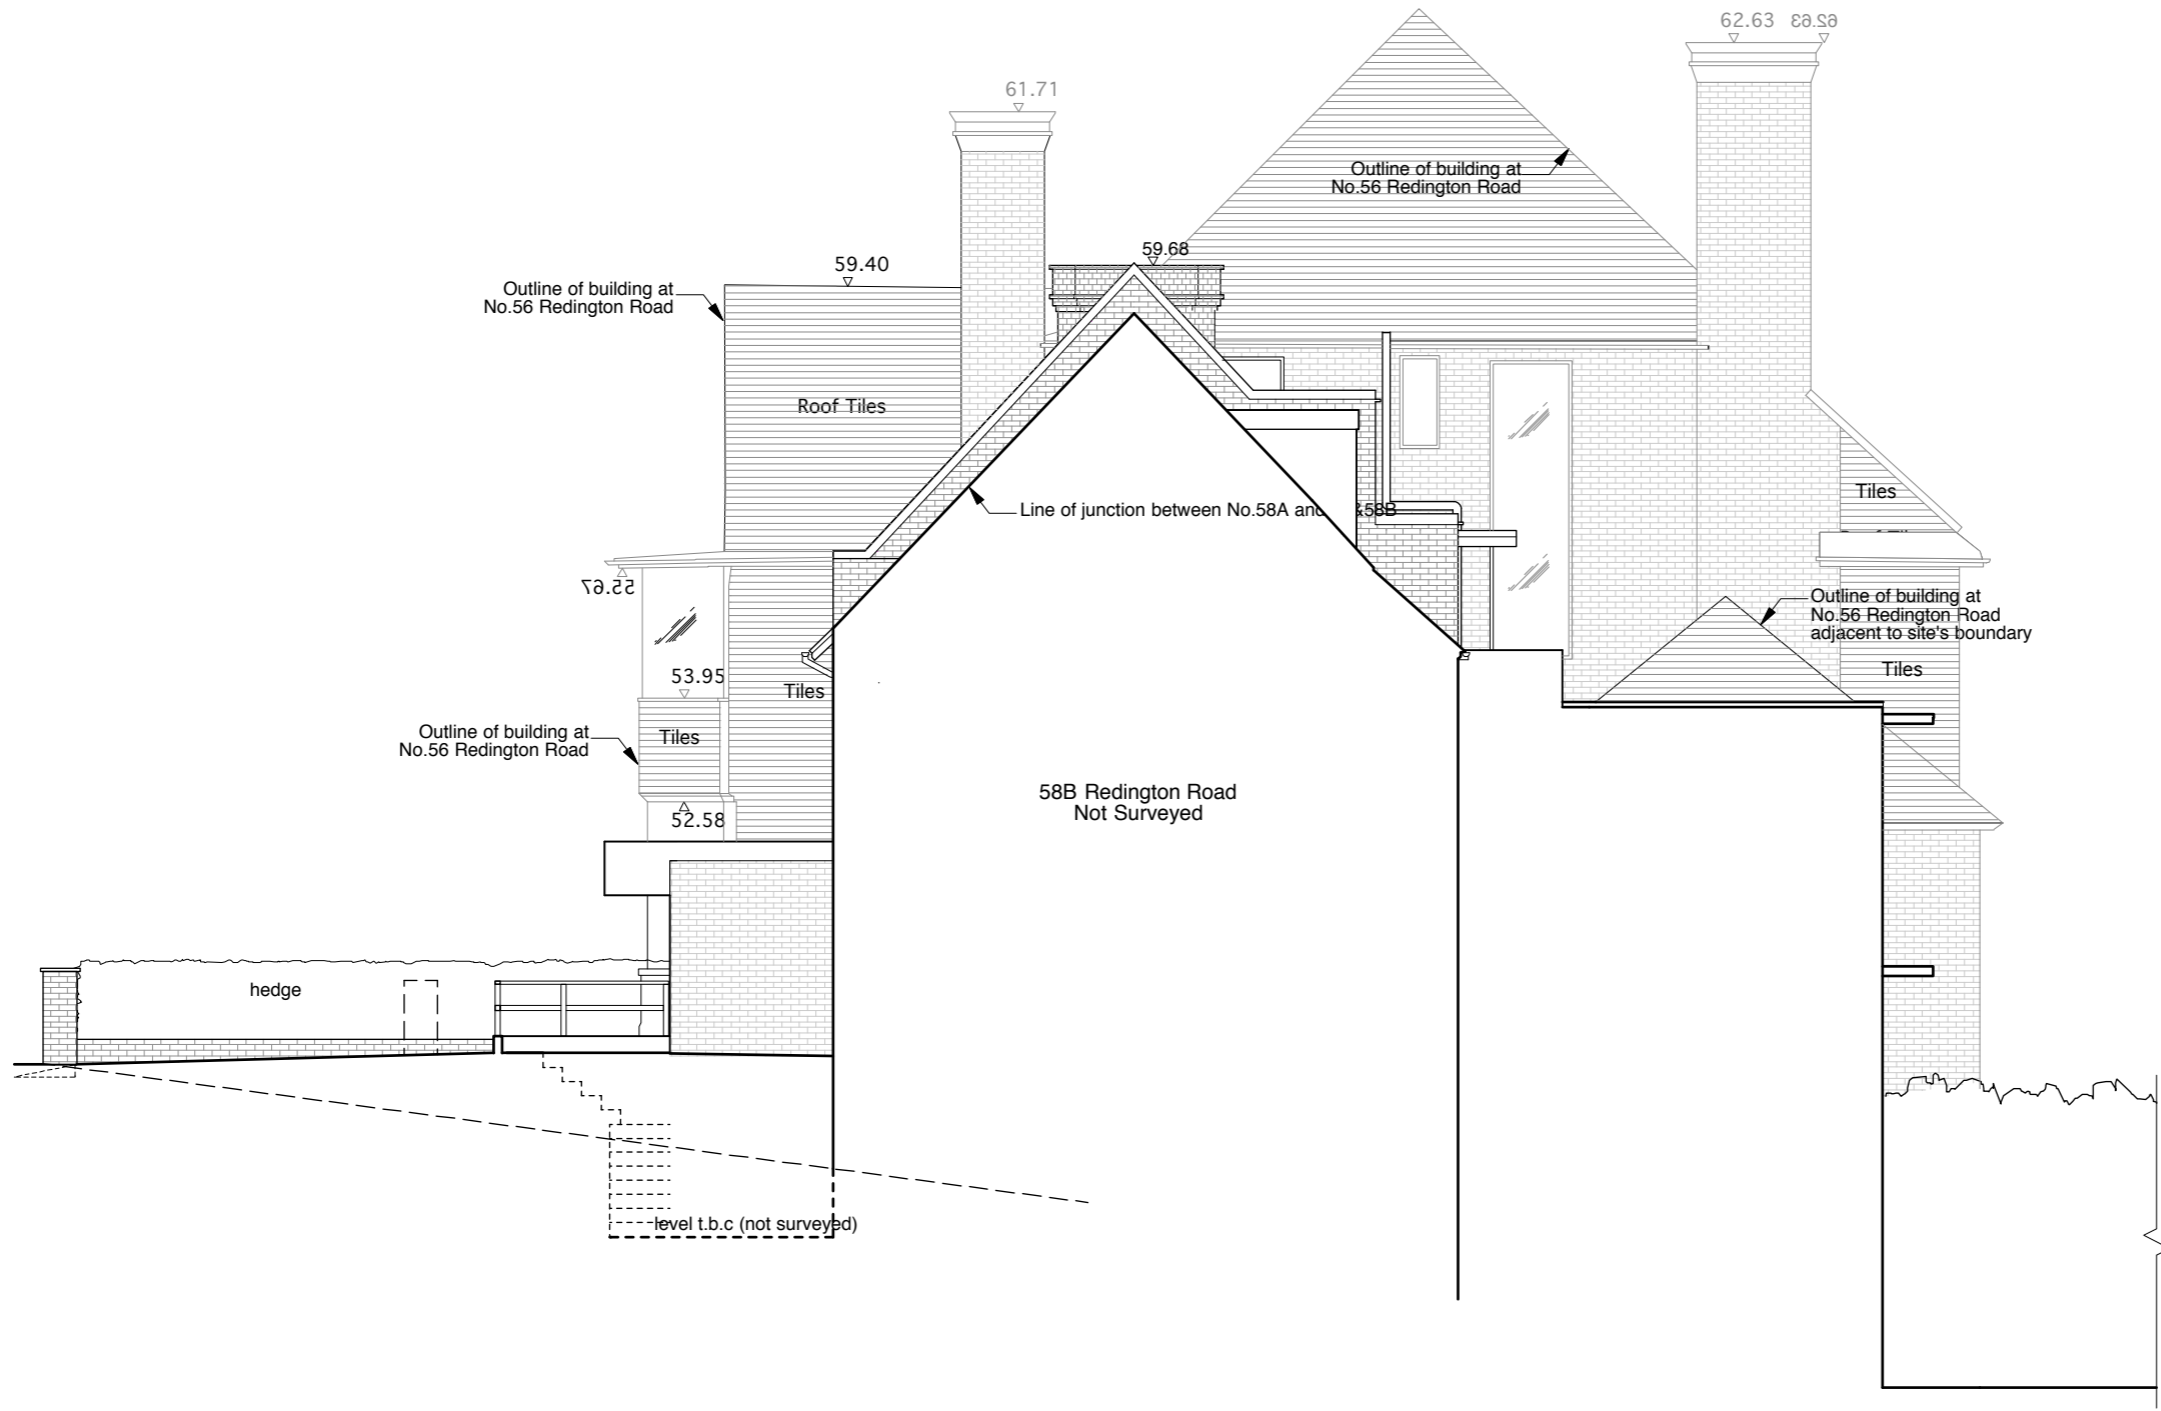 62.63
62.63
61.71
Outline of building at
No.56 Redington Road
59.68
59.40
Outline of building at
No.56 Redington Road
Roof Tiles
Tiles
Line of junction between No.58A and &58B
55.67
Outline of building at
No.56 Redington Road
adjacent to site's boundary
Tiles
53.95
Tiles
Outline of building at
No.56 Redington Road
Tiles
58B Redington Road
Not Surveyed
52.58
hedge
level t.b.c (not surveyed)